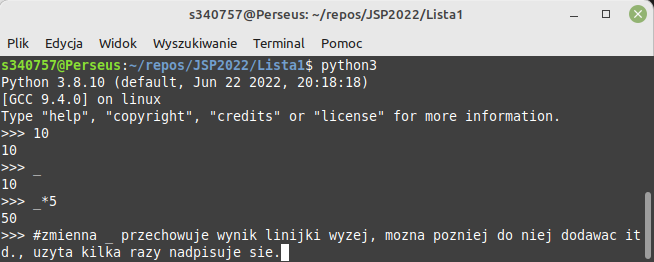 s340757@Perseus: ~/repos/JSP2022/Lista1
Plik Edycja Widok Wyszukiwanie Terminal Pomoc
s340757@Perseus:~/repos/JSP2022/Lista1$ python3
Python 3.8.10 (default, Jun 22 2022, 20:18:18)
[GCC 9.4.0] on linux
Type "help", "copyright", "credits" or "license" for more information.
>>> 10
10
>>> _
10
>>> _*5
50
>>> #zmienna _ przechowuje wynik linijki wyzej, mozna pozniej do niej dodawac it
d., uzyta kilka razy nadpisuje sie.